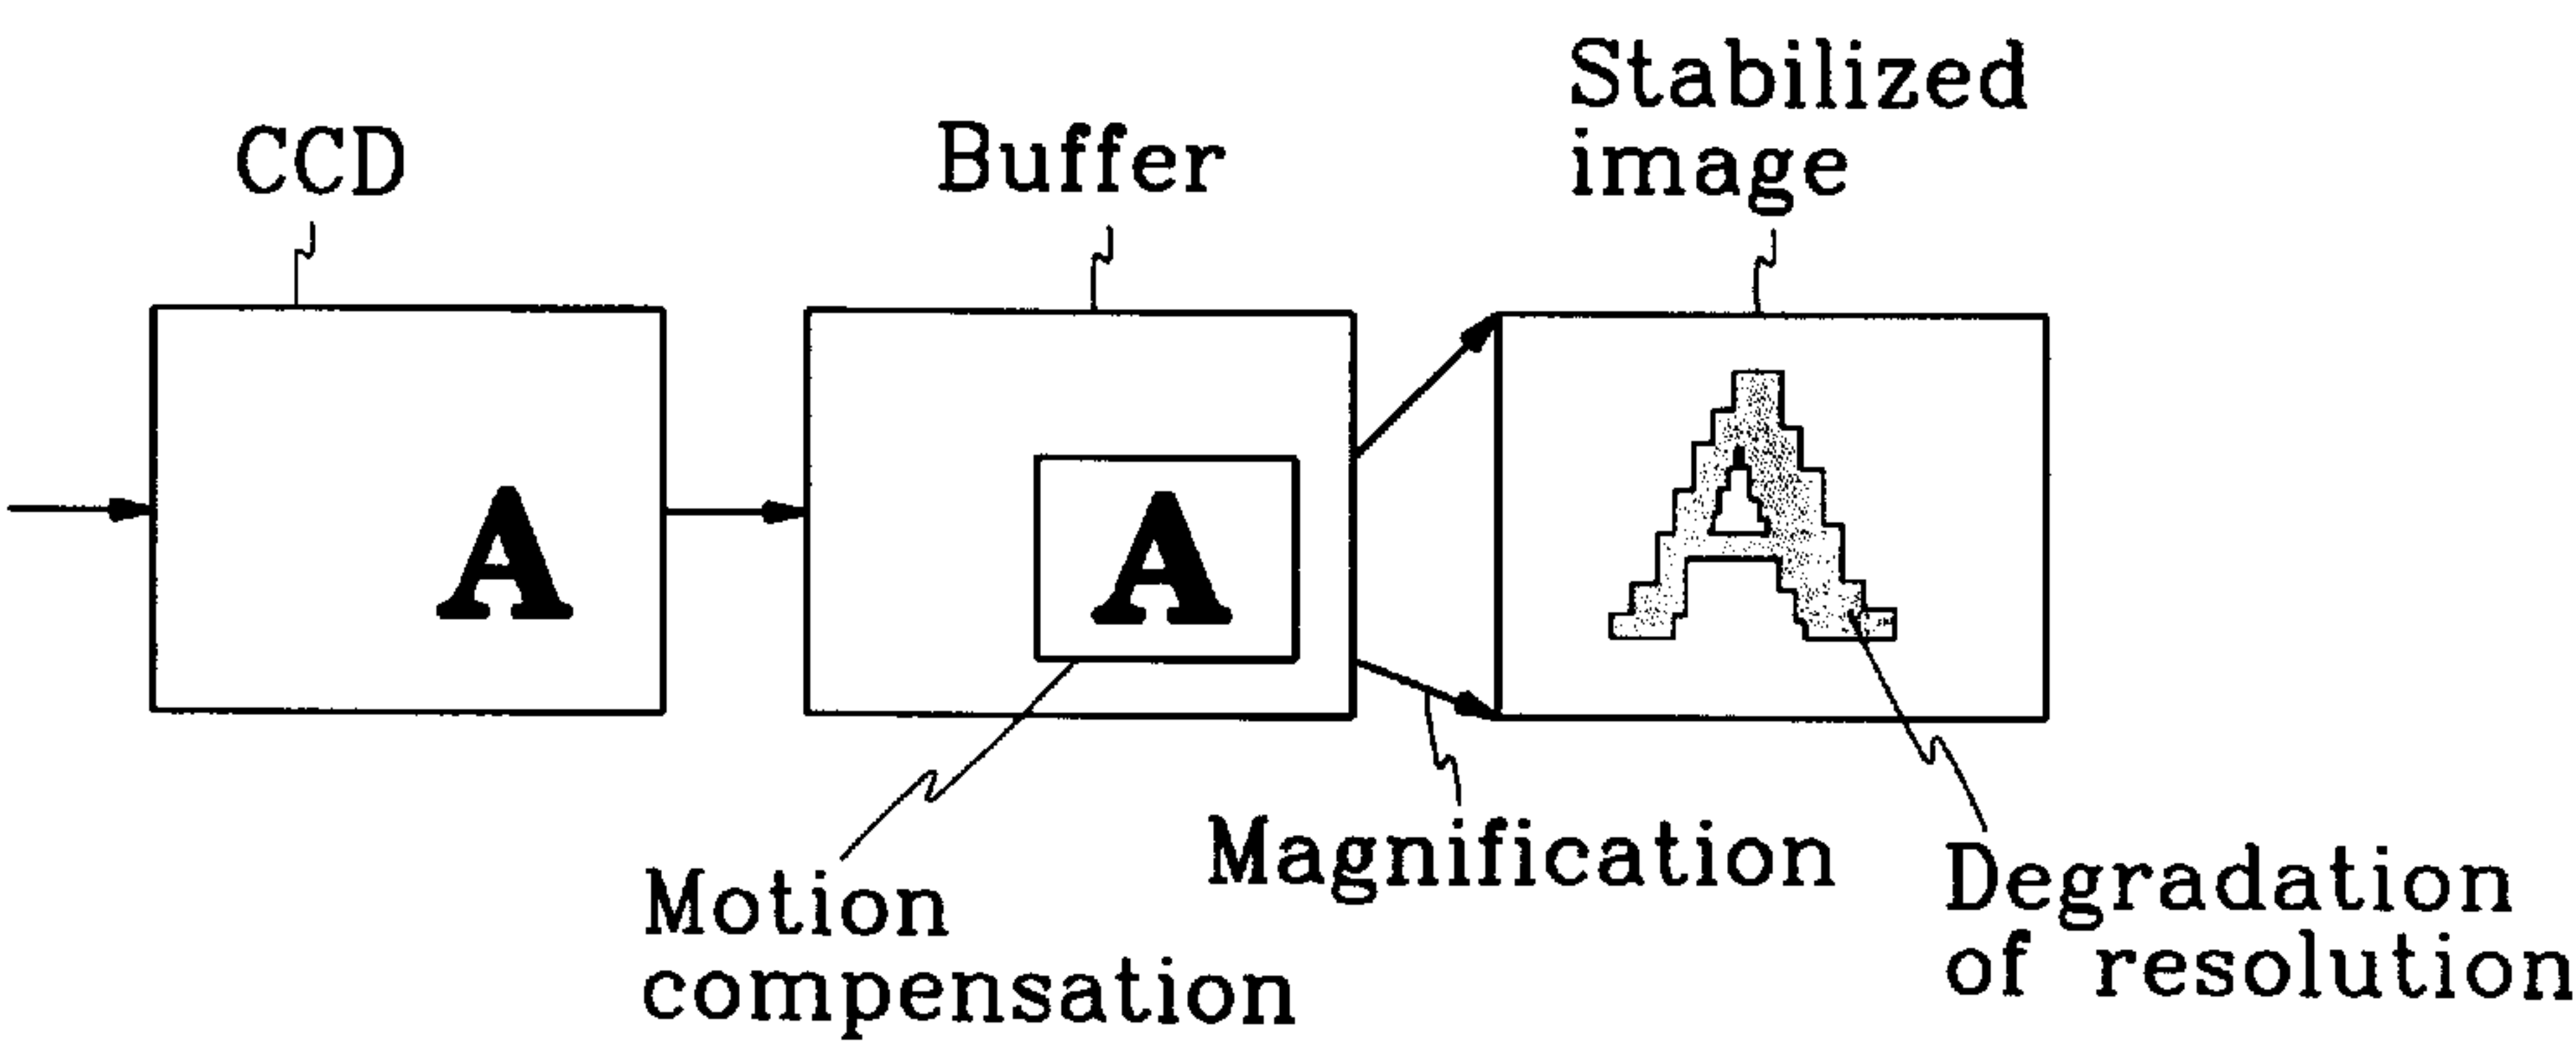 CCD
Buffer
Stabilized
image
A
A
A
Motion
compensation
Magnification
Degradation
of resolution